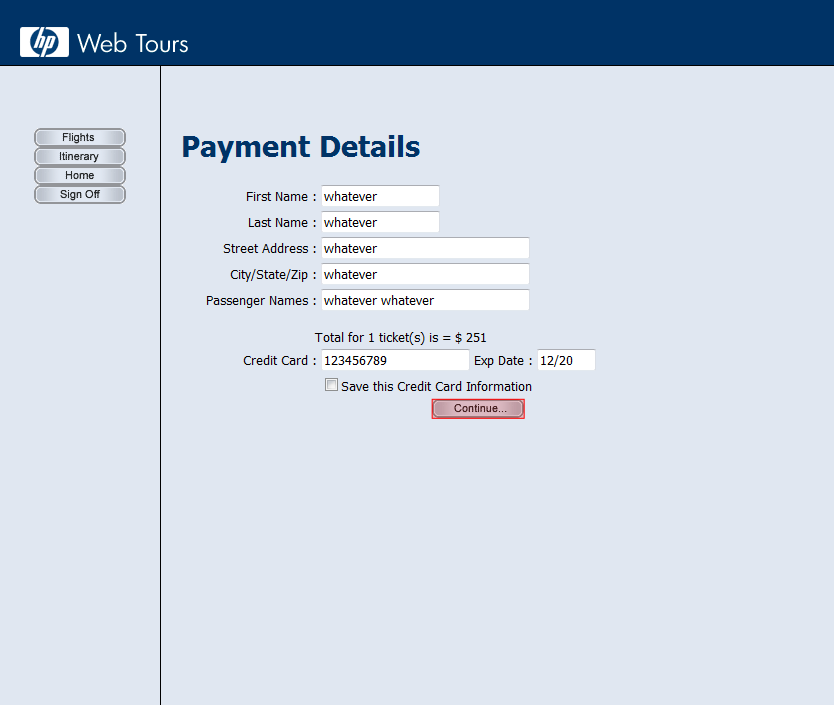 hp Web Tours
Flights
Itinerary
Home
Sign Off
Payment Details
First Name : whatever
Last Name : whatever
Street Address : whatever
City/State/Zip : whatever
Passenger Names : whatever whatever
Total for 1 ticket(s) is = $ 251
Credit Card : 123456789 Exp Date : 12/20
Save this Credit Card Information
Continue...